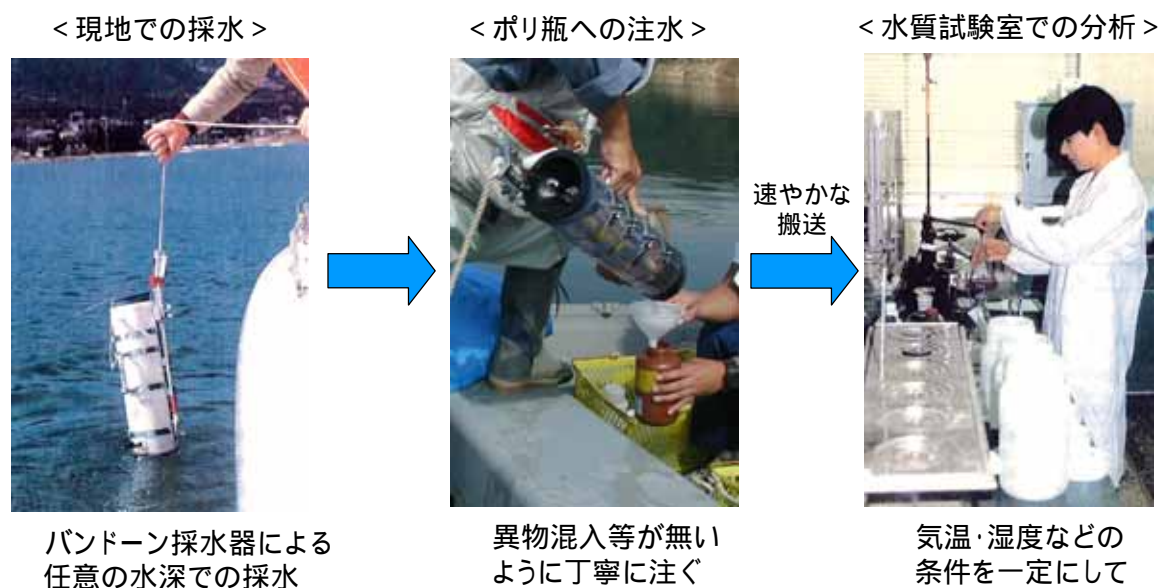 <現地での採水>
<ポリ瓶への注水>
<水質試験室での分析>
速やかな
搬送
バンドーン採水器による
任意の水深での採水
異物混入等が無い
ように丁寧に注ぐ
気温・湿度などの
条件を一定にして